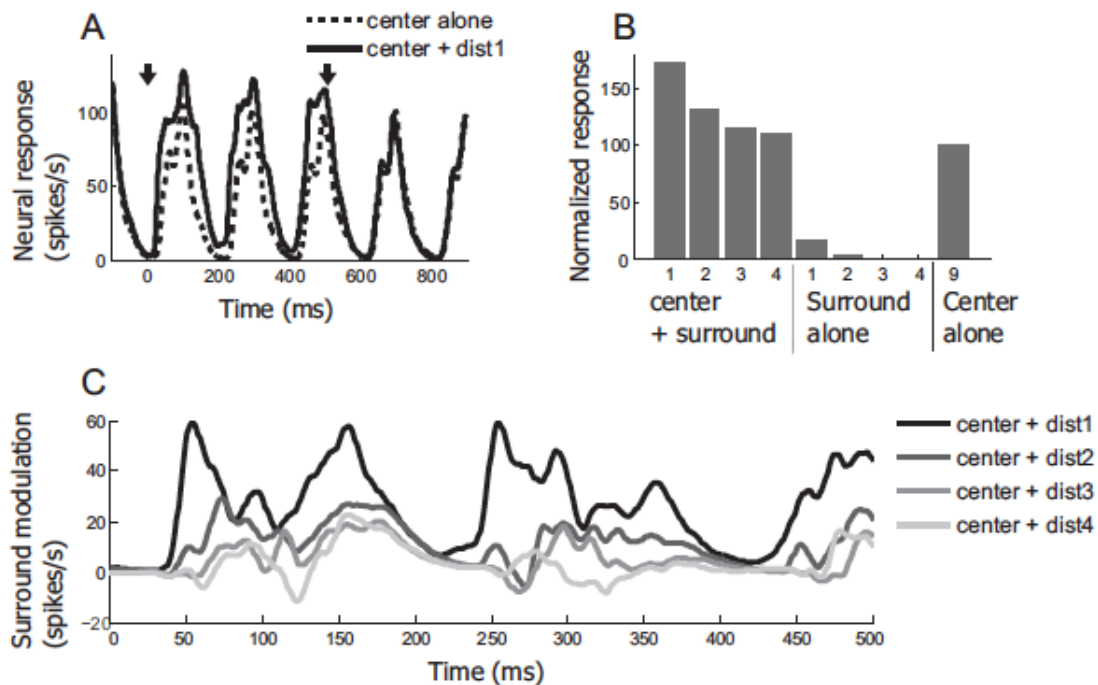 A
center alone
center + dist1
Neural response
(spikes/s)
100
50
0
0 200 400 600 800
Time (ms)
B
Normalized response
150
100
50
0
1 2 3 4 1 2 3 4 9
center
+ surround
Surround
alone
Center
alone
C
Surround modulation
(spikes/s)
60
40
20
0
−20
0 50 100 150 200 250 300 350 400 450 500
Time (ms)
center + dist1
center + dist2
center + dist3
center + dist4